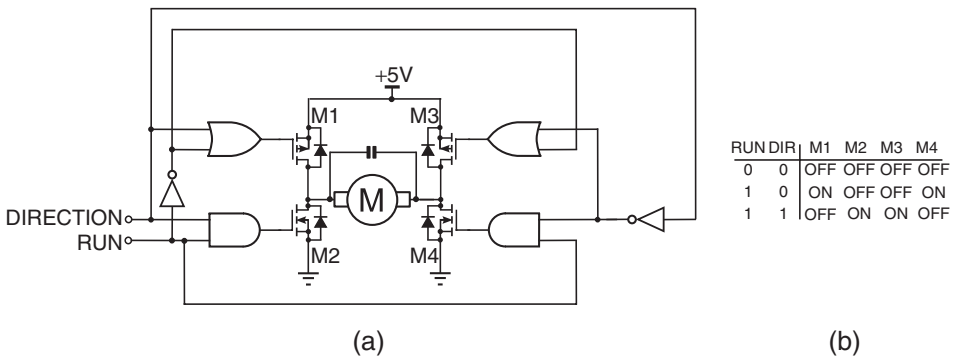 +5V
M1
M3
M
DIRECTION
RUN
M2
M4
(a)
RUN DIR M1 M2 M3 M4
0 0 OFF OFF OFF OFF
1 0 ON OFF OFF ON
1 1 OFF ON ON OFF
(b)